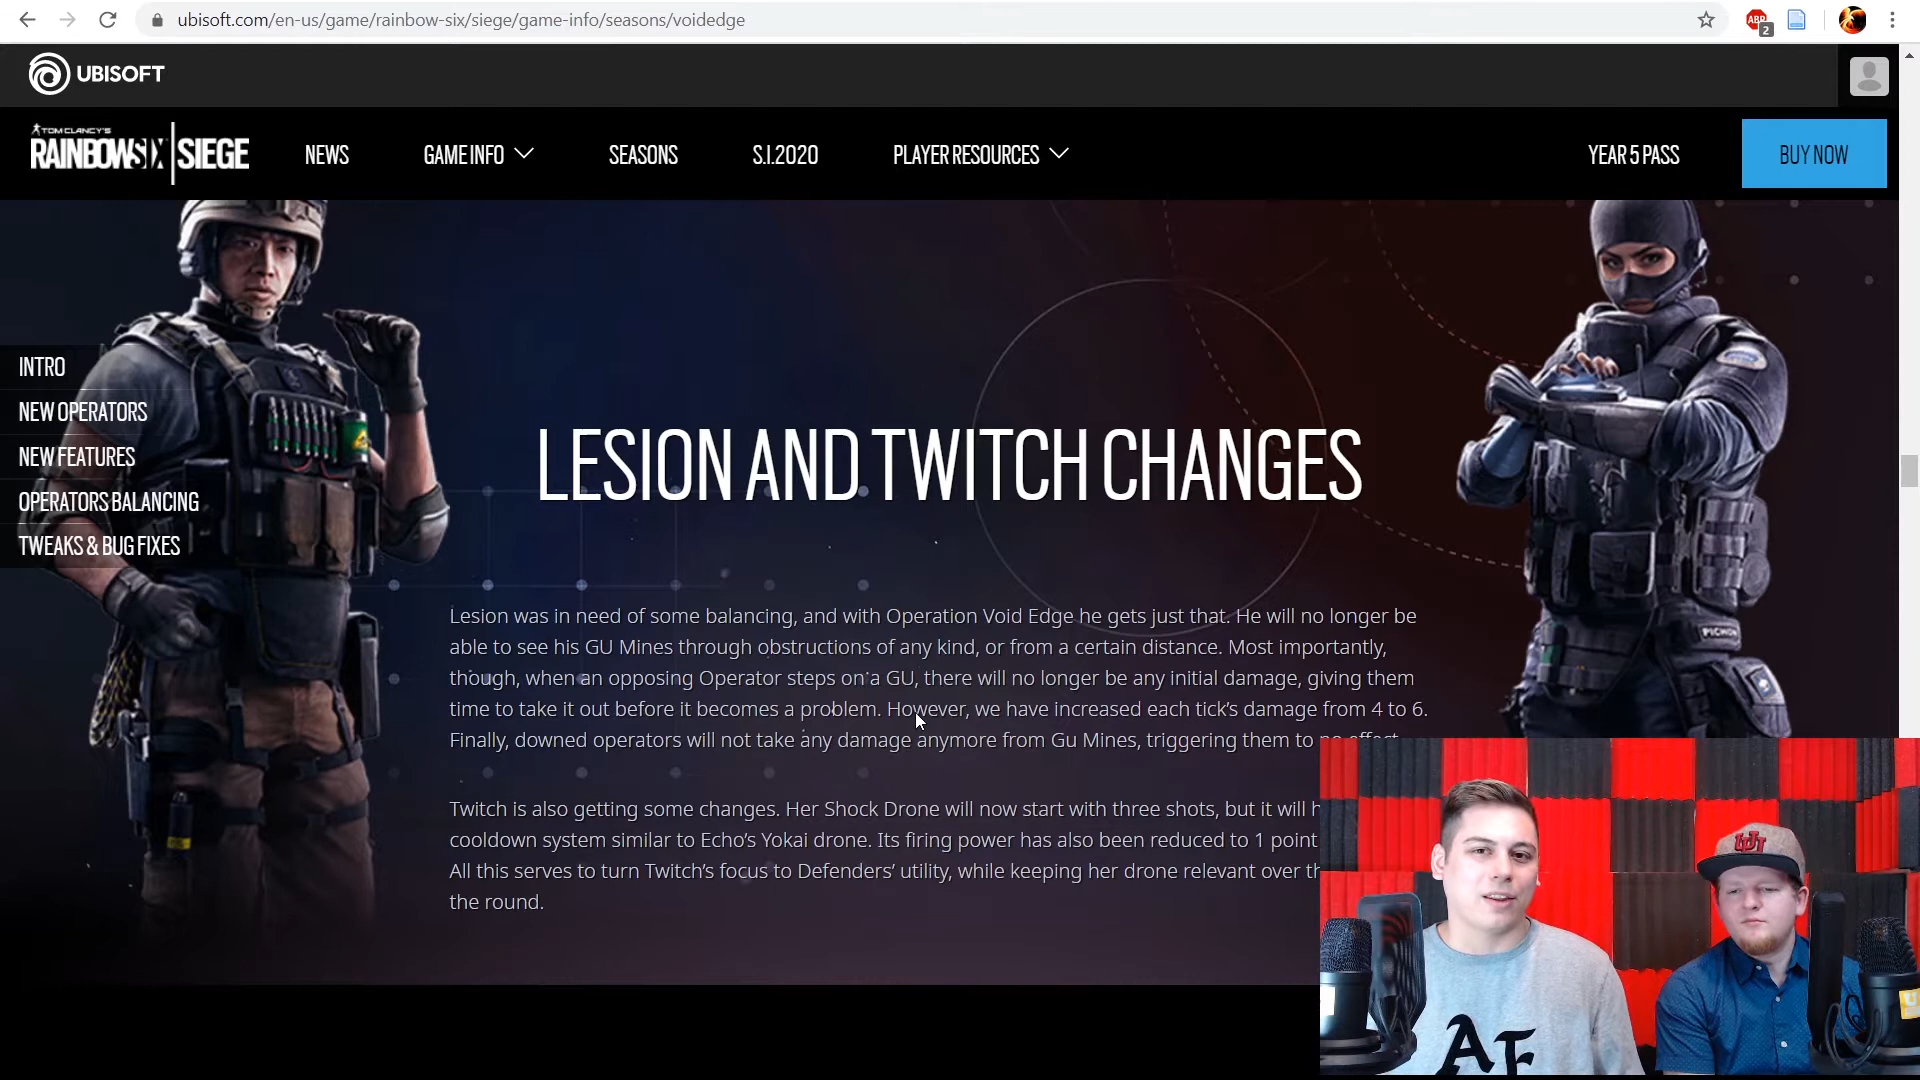 ubisoft.com/en-us/game/rainbow-six/siege/game-info/seasons/voidedge
ABP
2
UBISOFT
TOM CLANCY'S
RAINBOW SIX | SIEGE
NEWS
GAME INFO
SEASONS
S.I.2020
PLAYER RESOURCES
YEAR 5 PASS
BUY NOW
INTRO
NEW OPERATORS
NEW FEATURES
OPERATORS BALANCING
TWEAKS & BUG FIXES
LESION AND TWITCH CHANGES
Lesion was in need of some balancing, and with Operation Void Edge he gets just that. He will no longer be
able to see his GU Mines through obstructions of any kind, or from a certain distance. Most importantly,
though, when an opposing Operator steps on a GU, there will no longer be any initial damage, giving them
time to take it out before it becomes a problem. However, we have increased each tick's damage from 4 to 6.
Finally, downed operators will not take any damage anymore from Gu Mines, triggering them to no effect.
Twitch is also getting some changes. Her Shock Drone will now start with three shots, but it will
cooldown system similar to Echo's Yokai drone. Its firing power has also been reduced to 1 point
All this serves to turn Twitch's focus to Defenders' utility, while keeping her drone relevant over
the round.
PICHON
AF